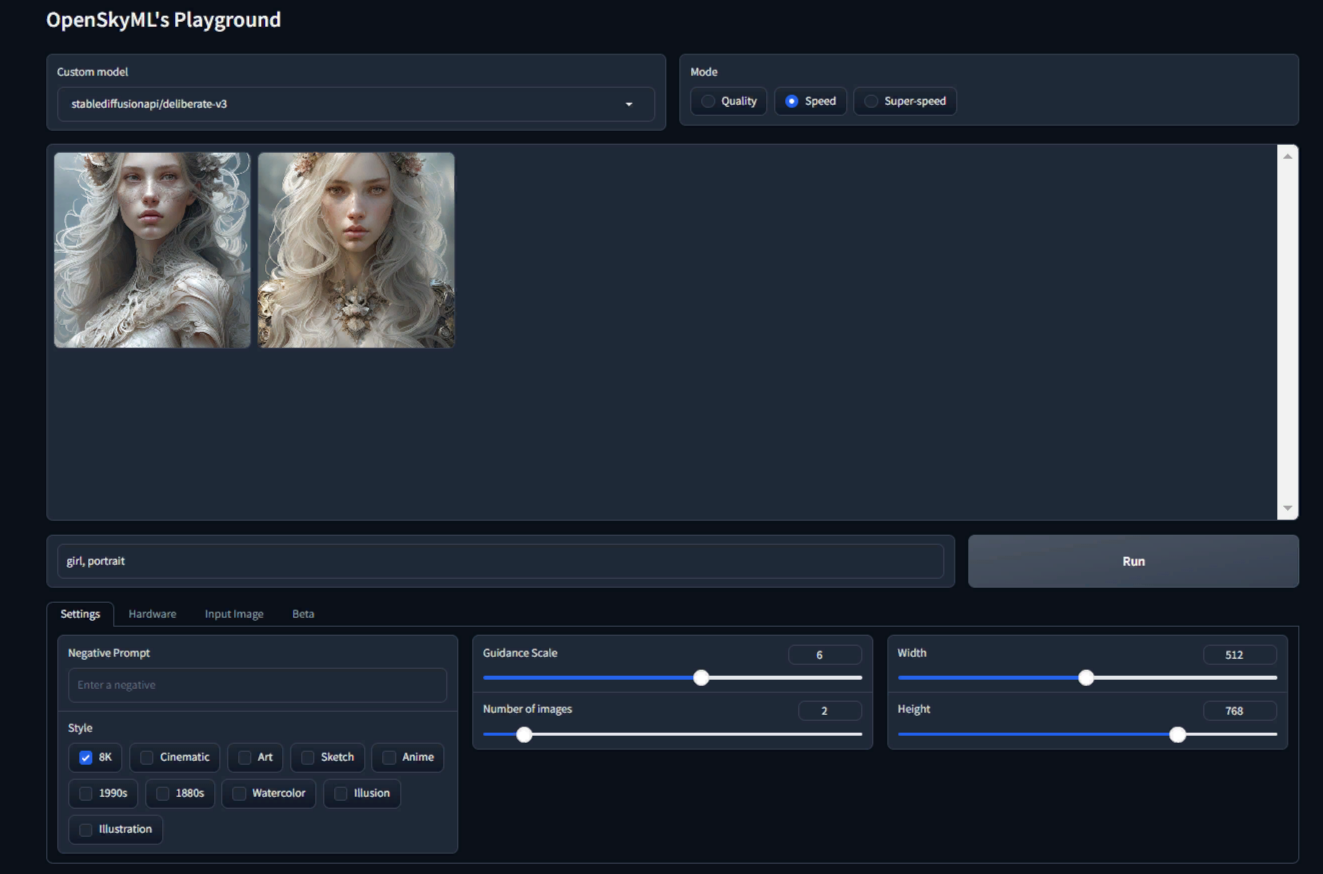 OpenSkyML's Playground
Custom model
stablediffusionapi/deliberate-v3
Mode
Quality Speed Super-speed
girl, portrait
Run
Settings Hardware Input Image Beta
Negative Prompt
Enter a negative
Style
8K Cinematic Art Sketch Anime
1990s 1880s Watercolor Illusion
Illustration
Guidance Scale 6
Number of images 2
Width 512
Height 768